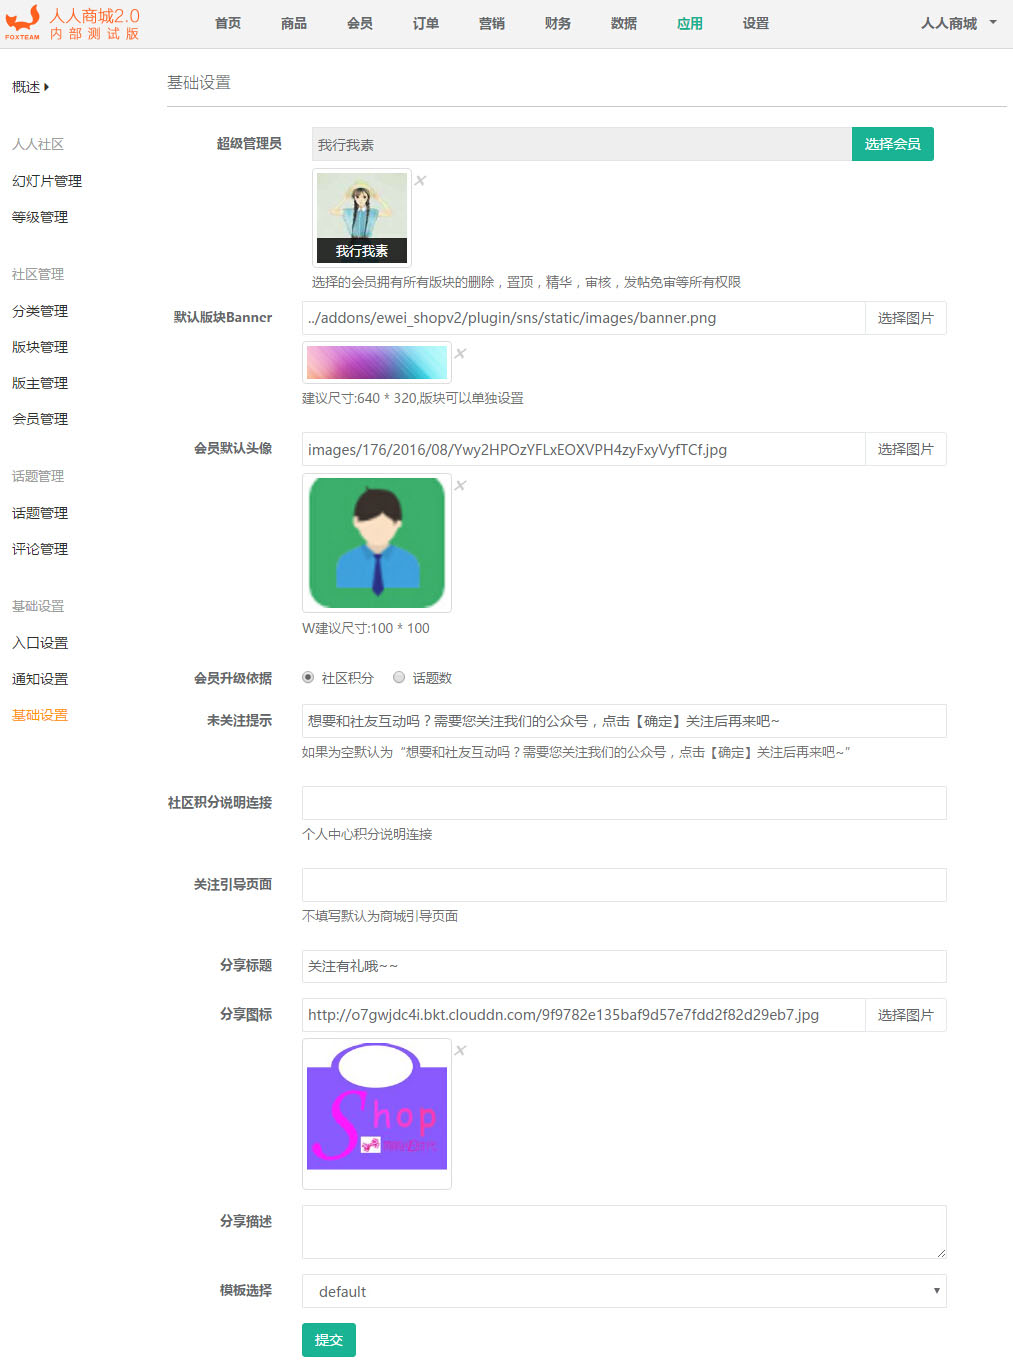 人人商城2.0
内部测试版
FOXTEAM
首页 商品 会员 订单 营销 财务 数据 应用 设置 人人商城
概述
人人社区
幻灯片管理
等级管理
社区管理
分类管理
版块管理
版主管理
会员管理
话题管理
话题管理
评论管理
基础设置
入口设置
通知设置
基础设置
基础设置
超级管理员 我行我素 选择会员
我行我素
选择的会员拥有所有版块的删除，置顶，精华，审核，发帖免审等所有权限
默认版块Banner ../addons/ewei_shopv2/plugin/sns/static/images/banner.png 选择图片
建议尺寸:640 * 320,版块可以单独设置
会员默认头像 images/176/2016/08/Ywy2HPOzYFLxEOXVPH4zyFxyVyfTCf.jpg 选择图片
W建议尺寸:100 * 100
会员升级依据 社区积分 话题数
未关注提示 想要和社友互动吗？需要您关注我们的公众号，点击【确定】关注后再来吧~
如果为空默认为“想要和社友互动吗？需要您关注我们的公众号，点击【确定】关注后再来吧~”
社区积分说明连接
个人中心积分说明连接
关注引导页面
不填写默认为商城引导页面
分享标题 关注有礼哦~~
分享图标 http://o7gwjdc4i.bkt.clouddn.com/9f9782e135baf9d57e7fdd2f82d29eb7.jpg 选择图片
Shop
分享描述
模板选择 default
提交